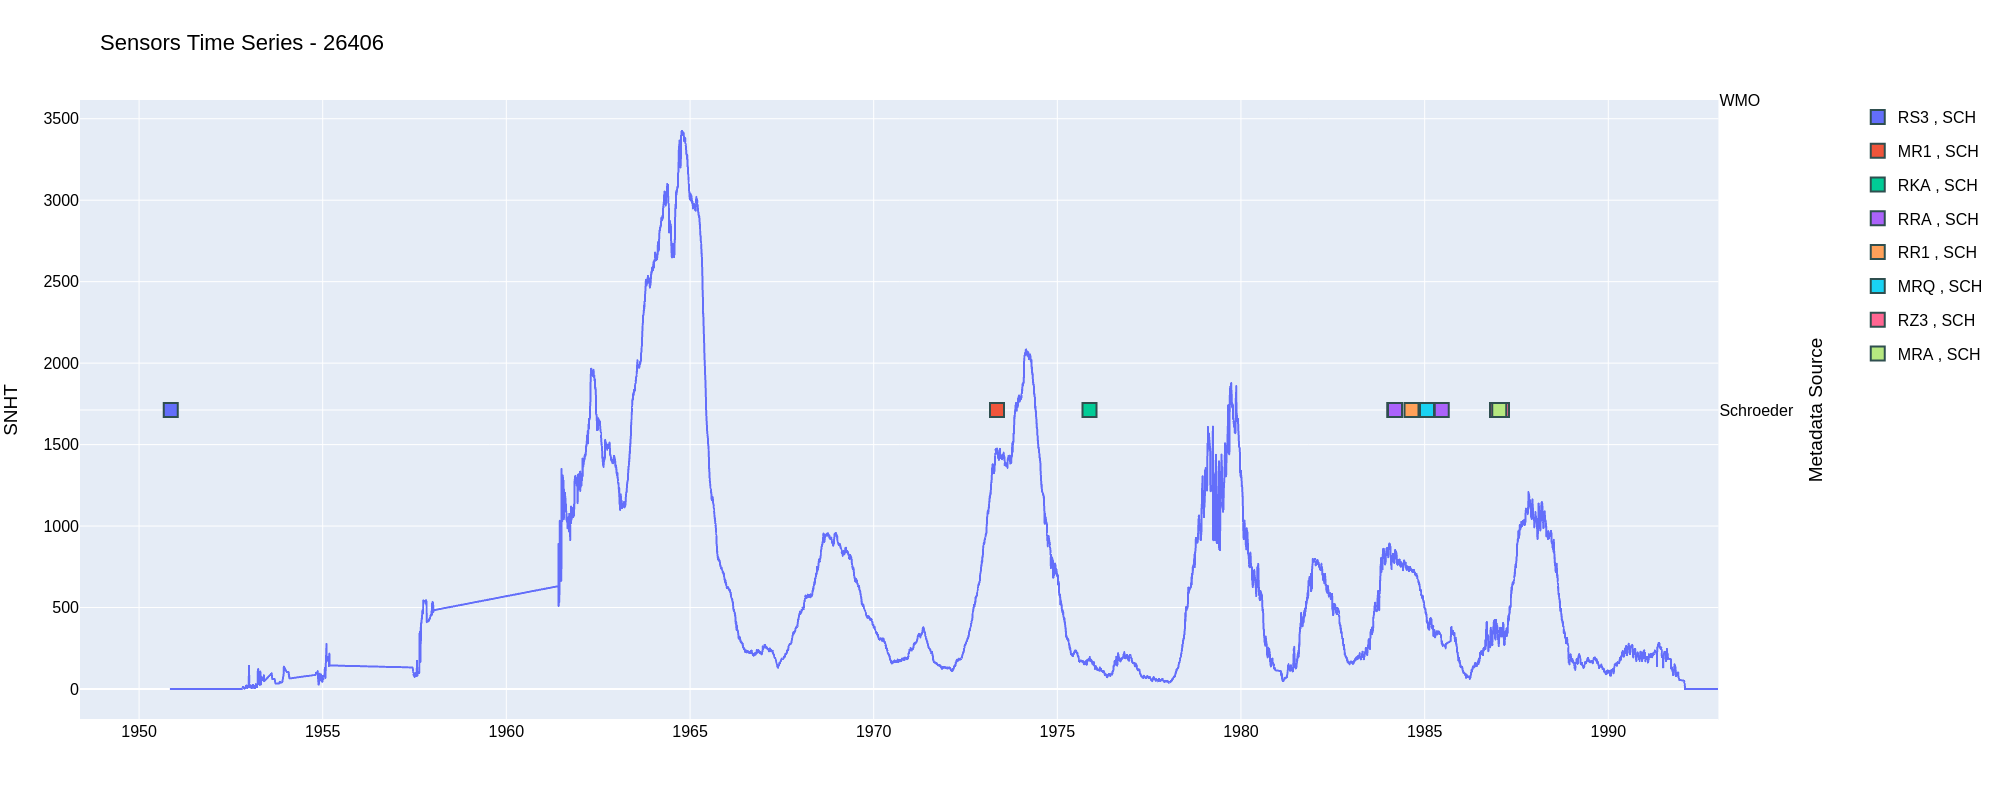 Sensors Time Series - 26406
SNHT
3500
3000
2500
2000
1500
1000
500
0
1950
1955
1960
1965
1970
1975
1980
1985
1990
WMO
Schroeder
Metadata Source
RS3 , SCH
MR1 , SCH
RKA , SCH
RRA , SCH
RR1 , SCH
MRQ , SCH
RZ3 , SCH
MRA , SCH